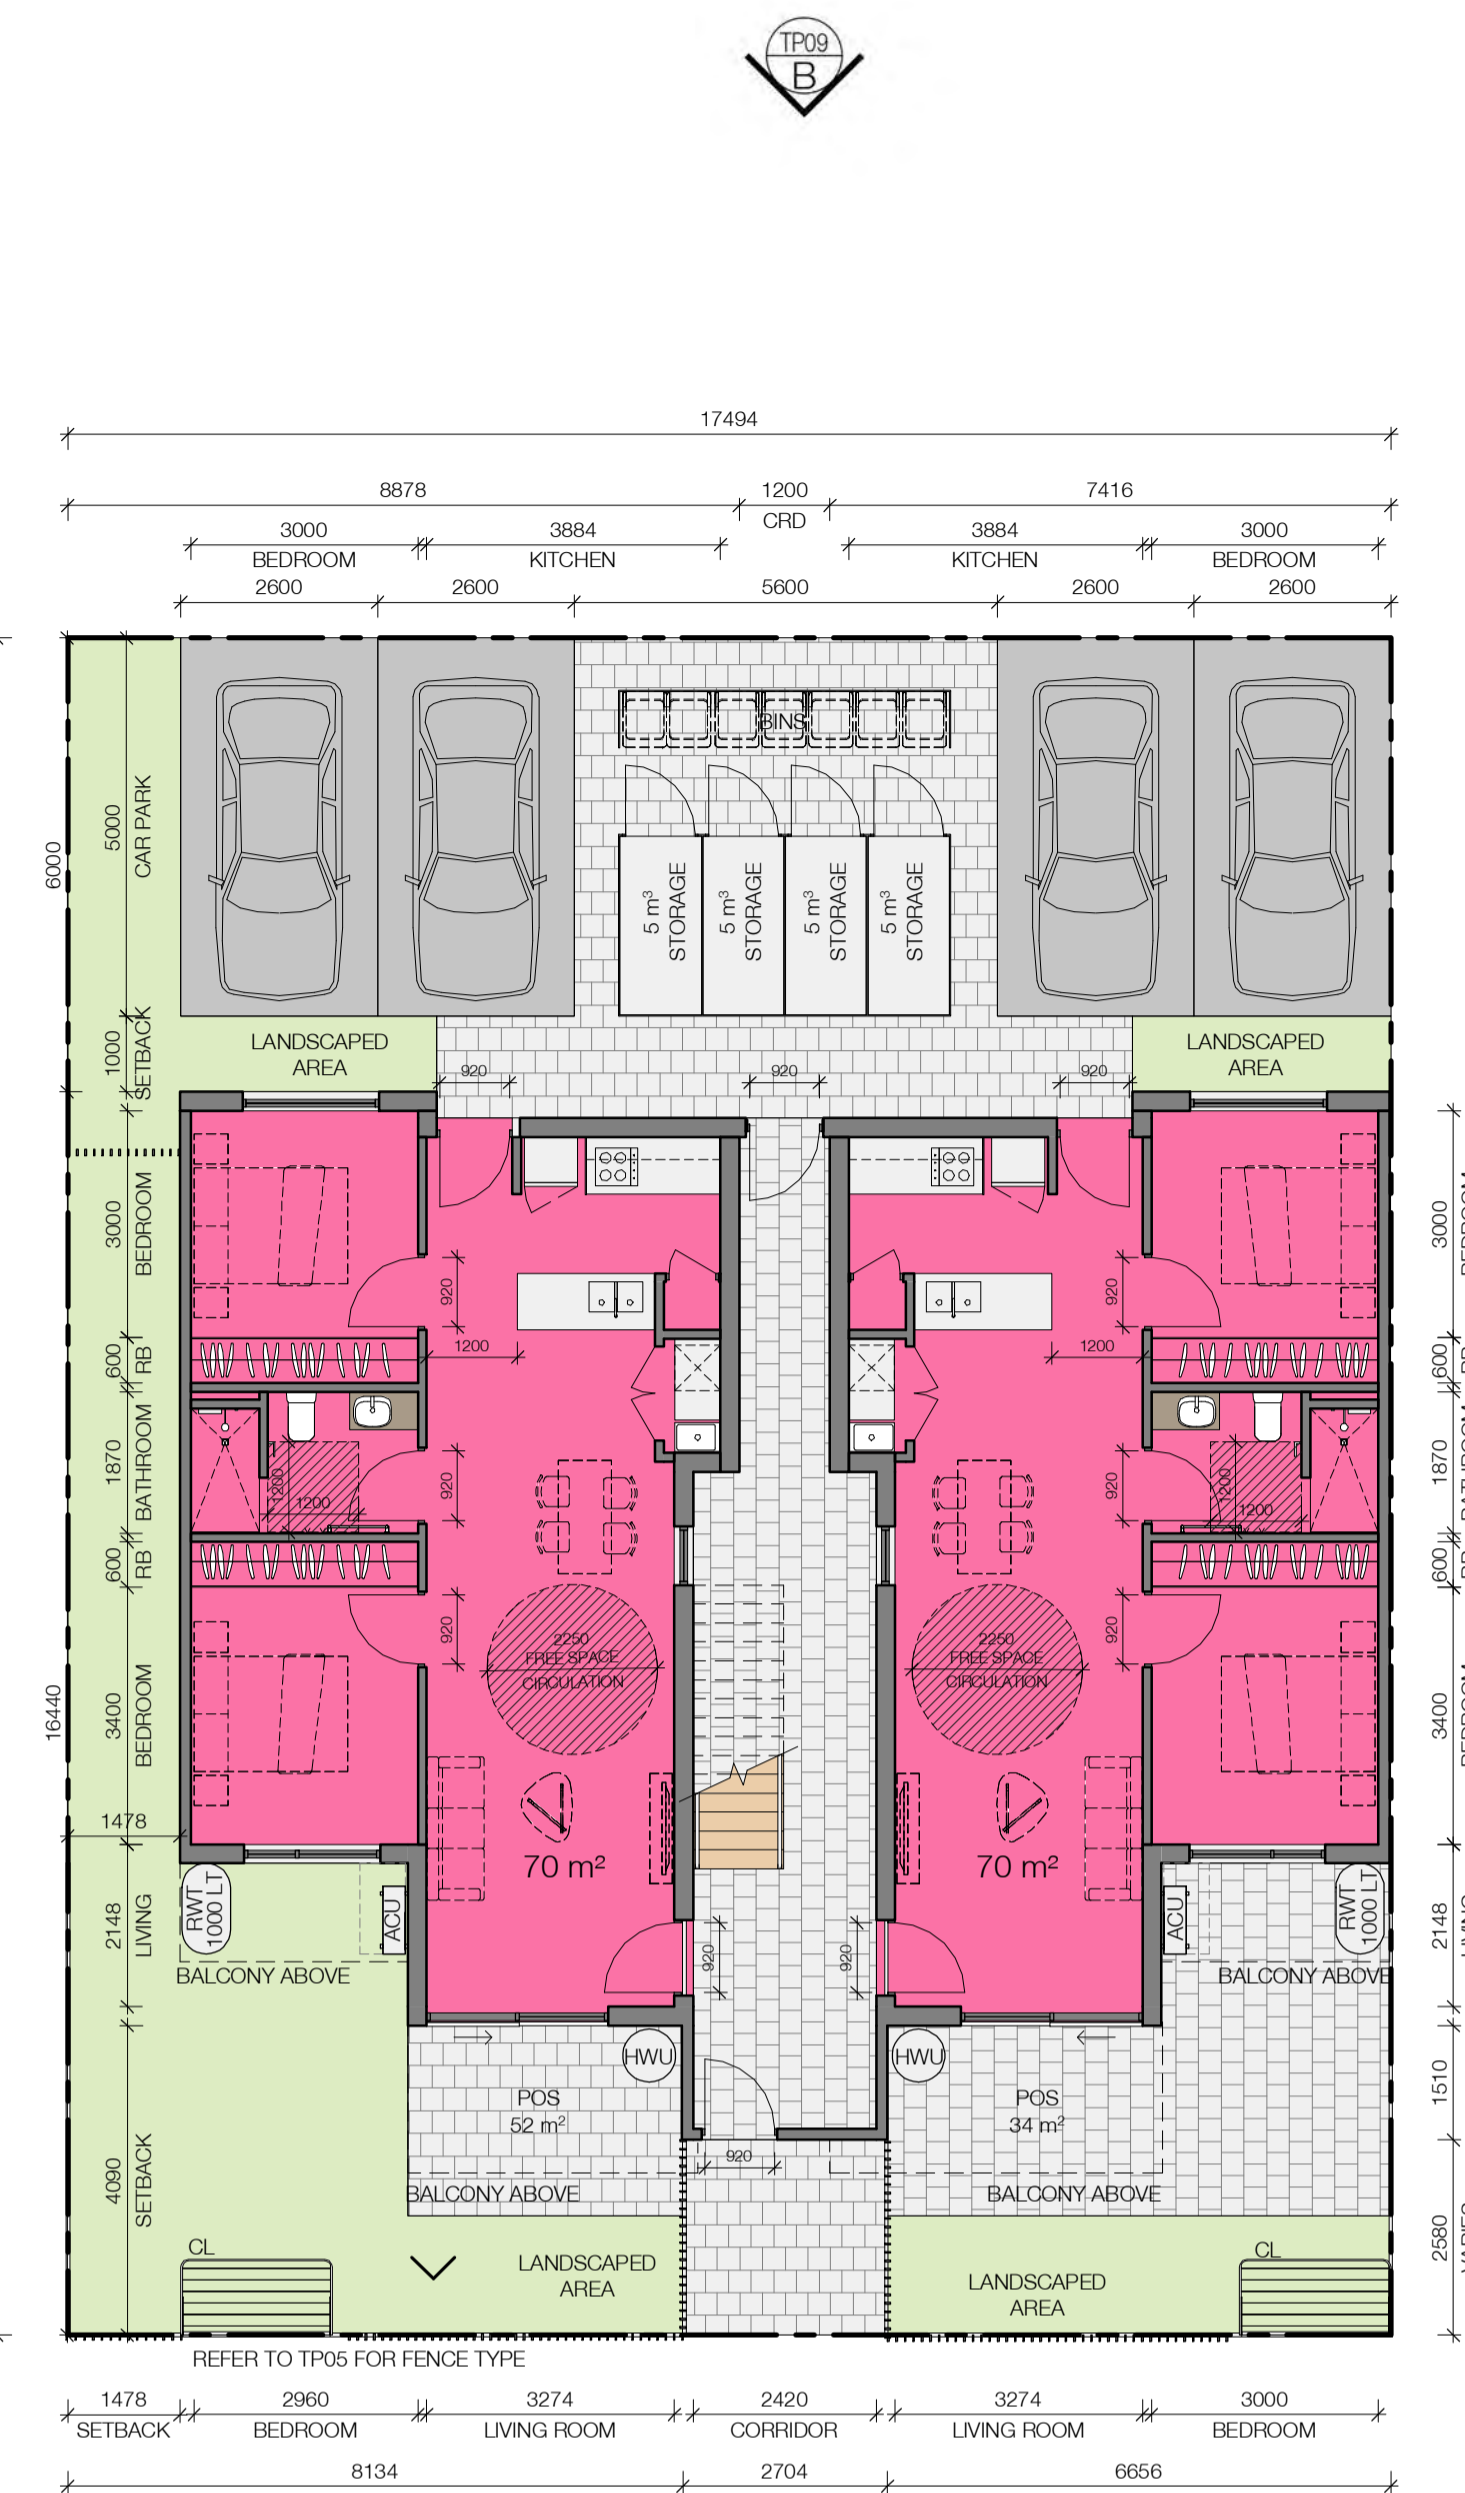 TP09
B
17494
8878
1200
7416
CRD
3000
3884
3884
3000
BEDROOM
KITCHEN
KITCHEN
BEDROOM
2600
2600
5600
2600
2600
BINS
6000
5000
CAR PARK
5 m³
STORAGE
5 m³
STORAGE
5 m³
STORAGE
5 m³
STORAGE
1000
SETBACK
LANDSCAPED
AREA
LANDSCAPED
AREA
920
920
920
3000
BEDROOM
920
920
3000
1200
1200
600
RB
600
1870
BATHROOM
1200
1200
920
920
1200
1200
1870
600
RB
600
16440
3400
BEDROOM
920
2250
FREE SPACE
CIRCULATION
2250
FREE SPACE
CIRCULATION
920
3400
1478
70 m²
70 m²
2148
LIVING
RWT
1000 LT
ACU
920
920
ACU
RWT
1000 LT
2148
BALCONY ABOVE
BALCONY ABOVE
HWU
HWU
POS
52 m²
POS
34 m²
1510
4090
SETBACK
920
BALCONY ABOVE
BALCONY ABOVE
2580
CL
CL
LANDSCAPED
AREA
LANDSCAPED
AREA
REFER TO TP05 FOR FENCE TYPE
1478
2960
3274
2420
3274
3000
SETBACK
BEDROOM
LIVING ROOM
CORRIDOR
LIVING ROOM
BEDROOM
8134
2704
6656